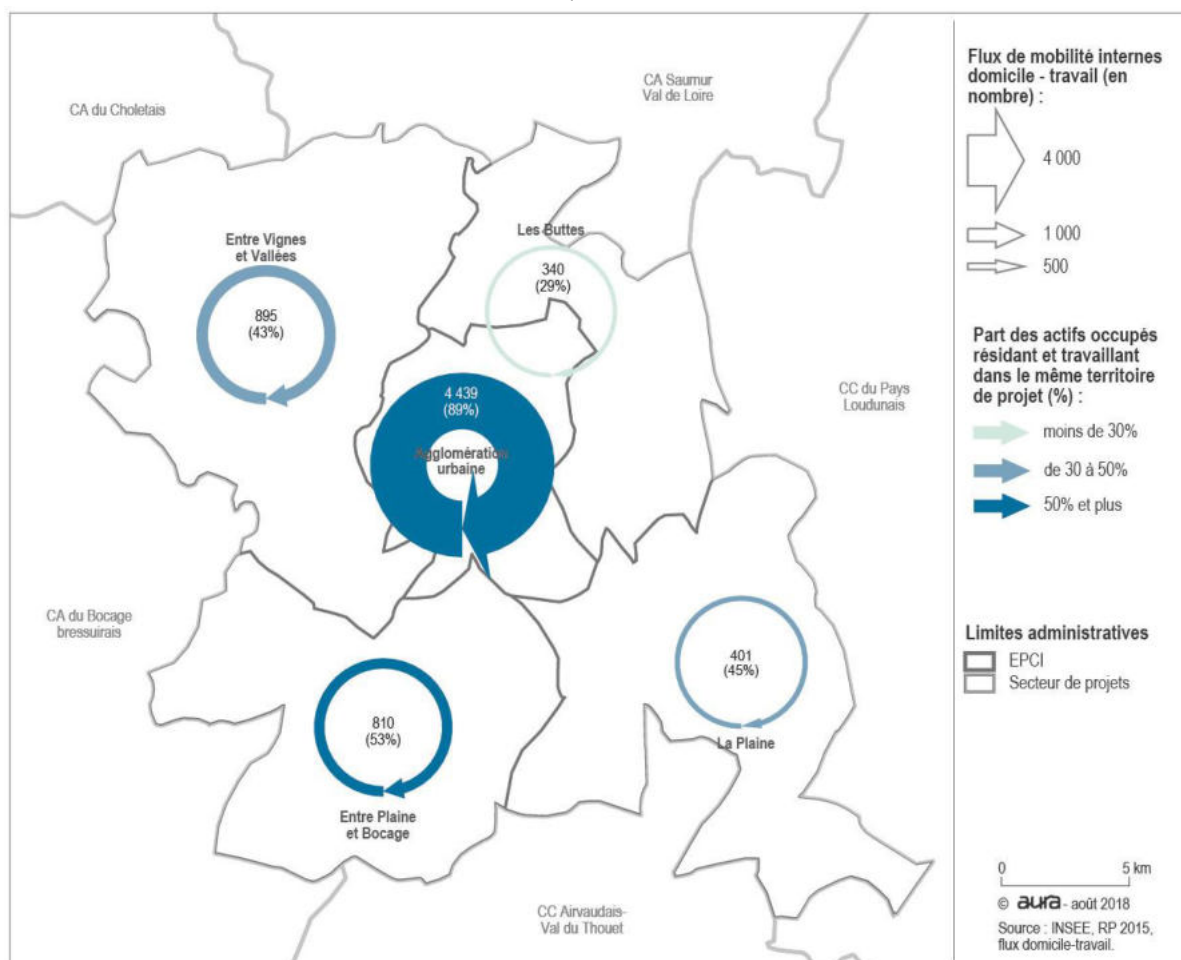 CA du Choletais
CA Saumur
Val de Loire
Entre Vignes
et Vallées
895
(43%)
Les Buttes
340
(29%)
4 439
(89%)
Agglomération
urbaine
CC du Pays
Loudunais
CA du Bocage
bressuirais
401
(45%)
La Plaine
810
(53%)
Entre Plaine
et Bocage
CC Airvaudais-
Val du Thouet
Flux de mobilité internes
domicile - travail (en
nombre) :
4 000
1 000
500
Part des actifs occupés
résidant et travaillant
dans le même territoire
de projet (%) :
moins de 30%
de 30 à 50%
50% et plus
Limites administratives
EPCI
Secteur de projets
0 5 km
© aura - août 2018
Source : INSEE, RP 2015,
flux domicile-travail.